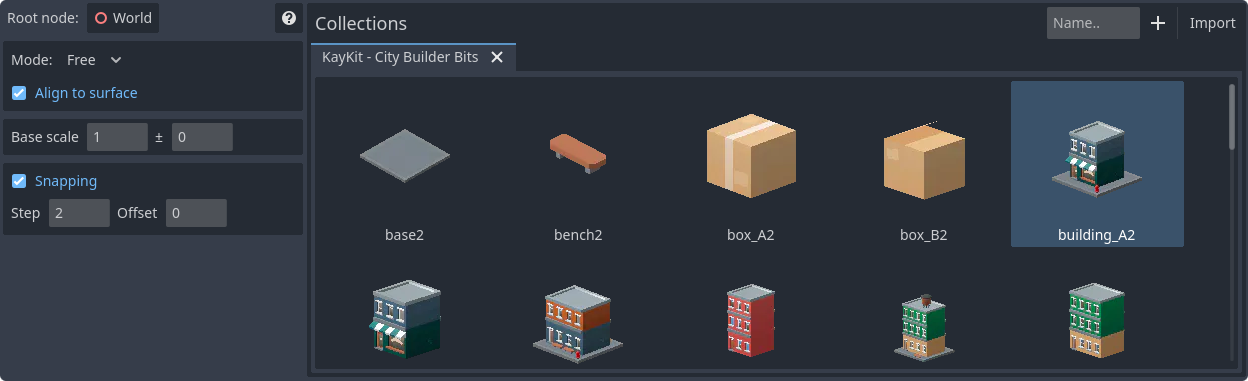 Root node: World ?
Mode: Free
Align to surface
Base scale 1 ± 0
Snapping
Step 2 Offset 0
Collections Name.. + Import
KayKit - City Builder Bits
base2 bench2 box_A2 box_B2 building_A2